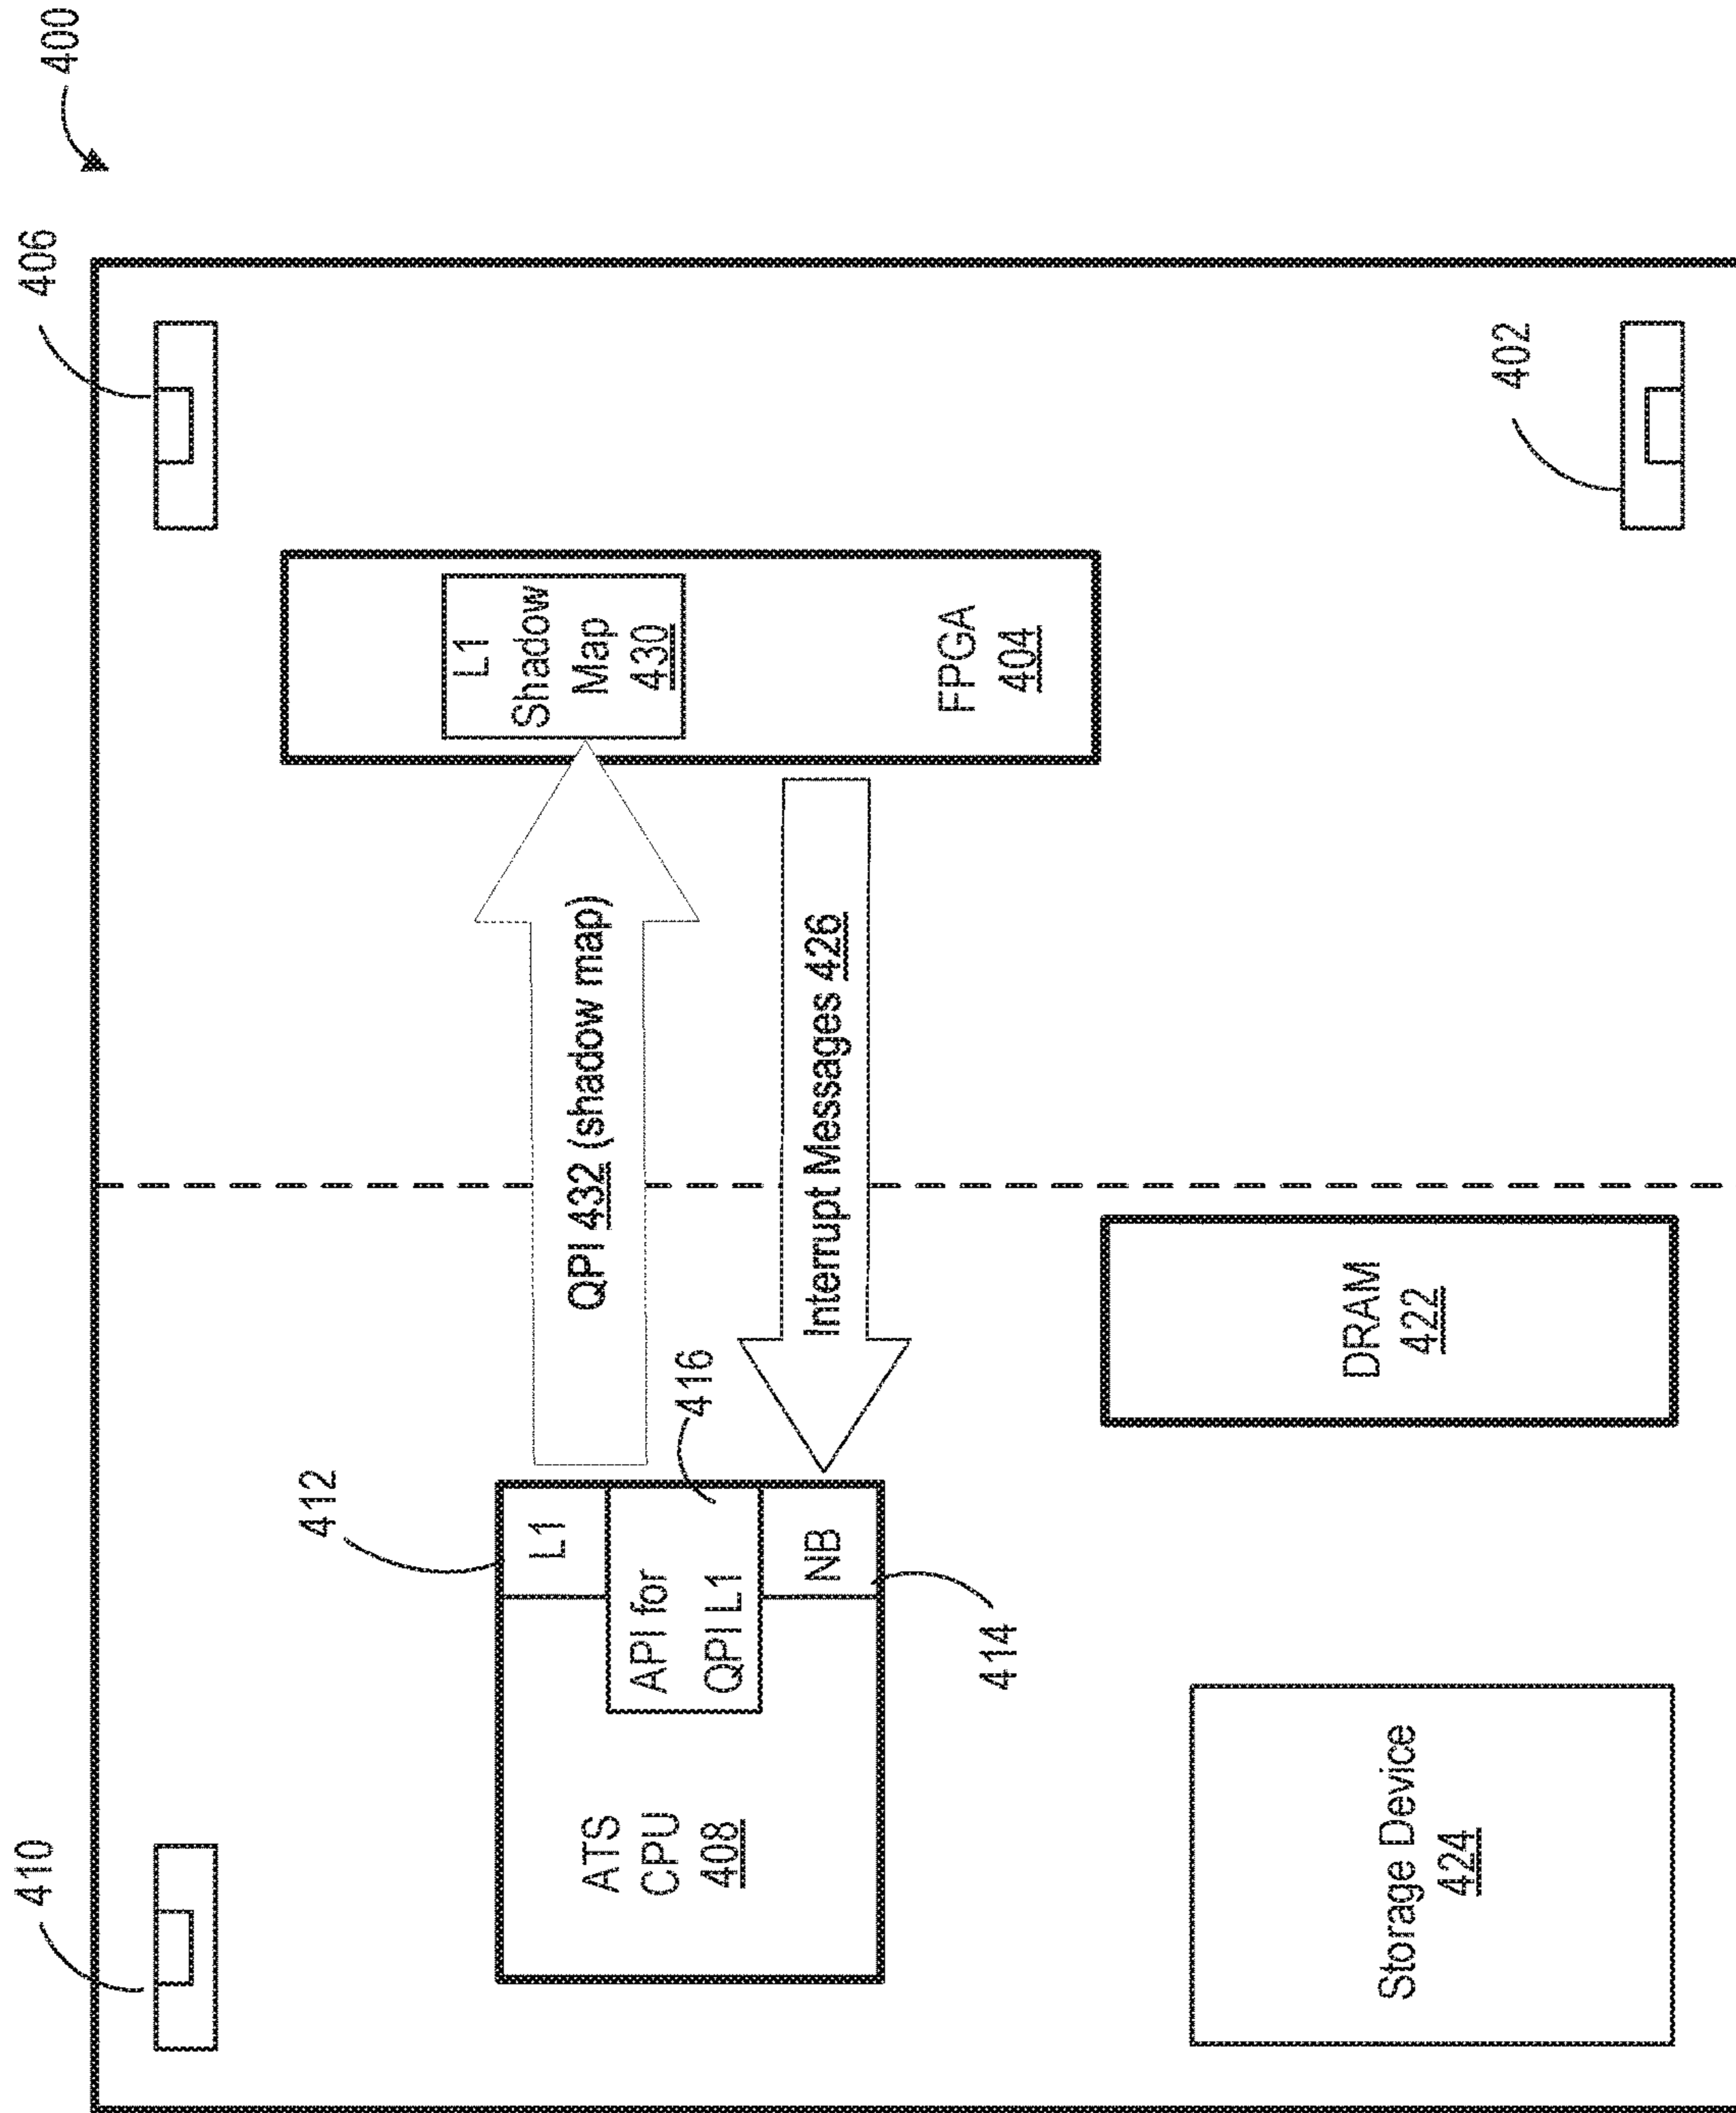 400
410
406
412
L1
ATS
CPU
408
API for
QPI L1
416
NB
414
QPI 432 (shadow map)
Interrupt Messages 426
L1
Shadow
Map
430
FPGA
404
Storage Device
424
DRAM
422
402